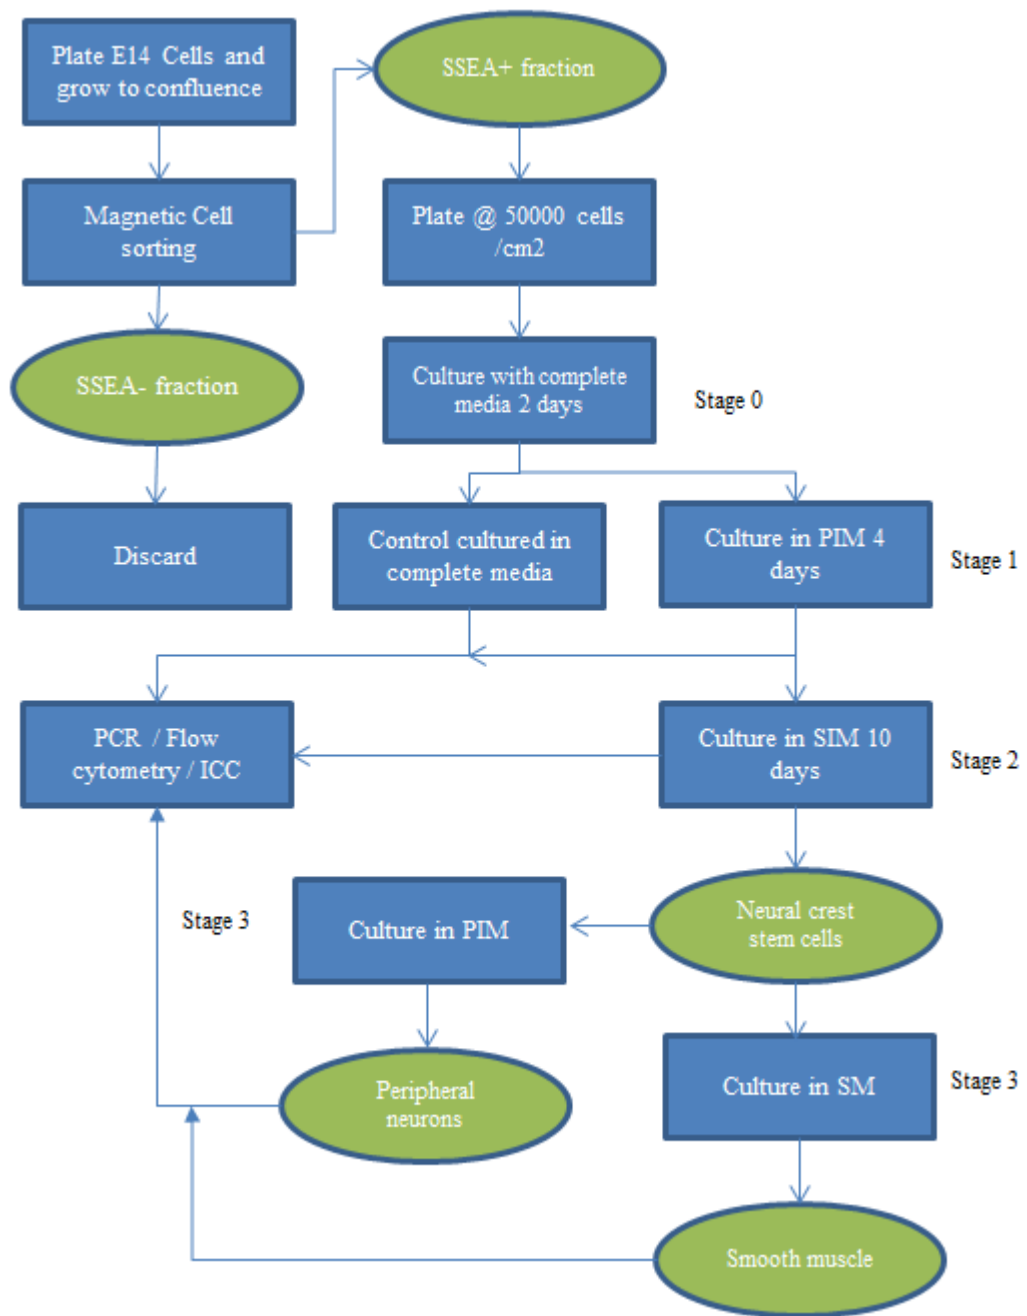 Plate E14 Cells and
grow to confluence
SSEA+ fraction
Magnetic Cell
sorting
Plate @ 50000 cells
/cm2
SSEA- fraction
Culture with complete
media 2 days
Stage 0
Discard
Control cultured in
complete media
Culture in PIM 4
days
Stage 1
PCR / Flow
cytometry / ICC
Culture in SIM 10
days
Stage 2
Stage 3
Culture in PIM
Neural crest
stem cells
Peripheral
neurons
Culture in SM
Stage 3
Smooth muscle